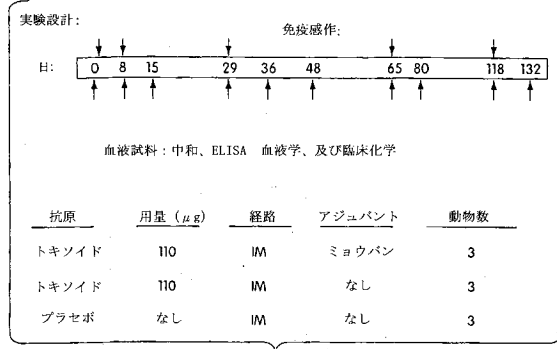 実験設計:
免疫感作:
日: 0 8 15 29 36 48 65 80 118 132
血液試料：中和、ELISA 血液学、及び臨床化学
抗原 用量 (μg) 経路 アジュバント 動物数
トキソイド 110 IM ミョウバン 3
トキソイド 110 IM なし 3
プラセボ なし IM なし 3